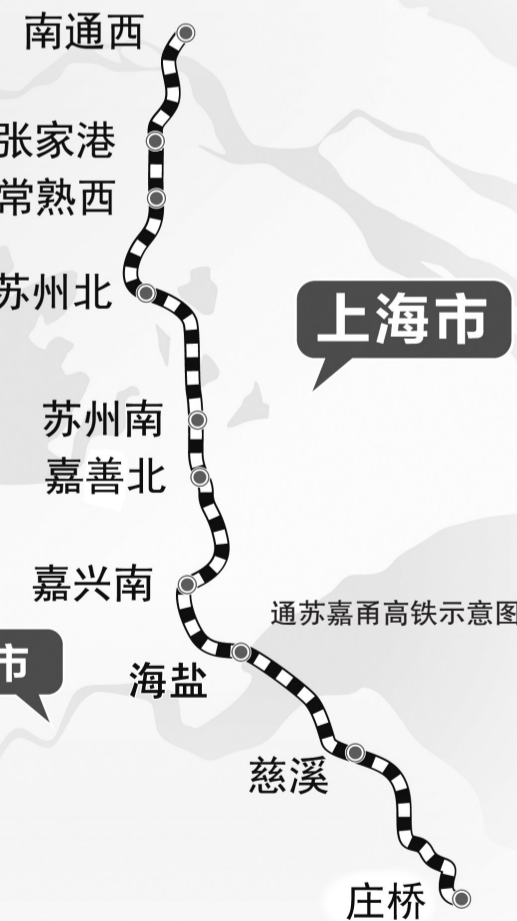 南通西
张家港
常熟西
苏州北
上海市
苏州南
嘉善北
嘉兴南
通苏嘉甬高铁示意图
市
海盐
慈溪
庄桥